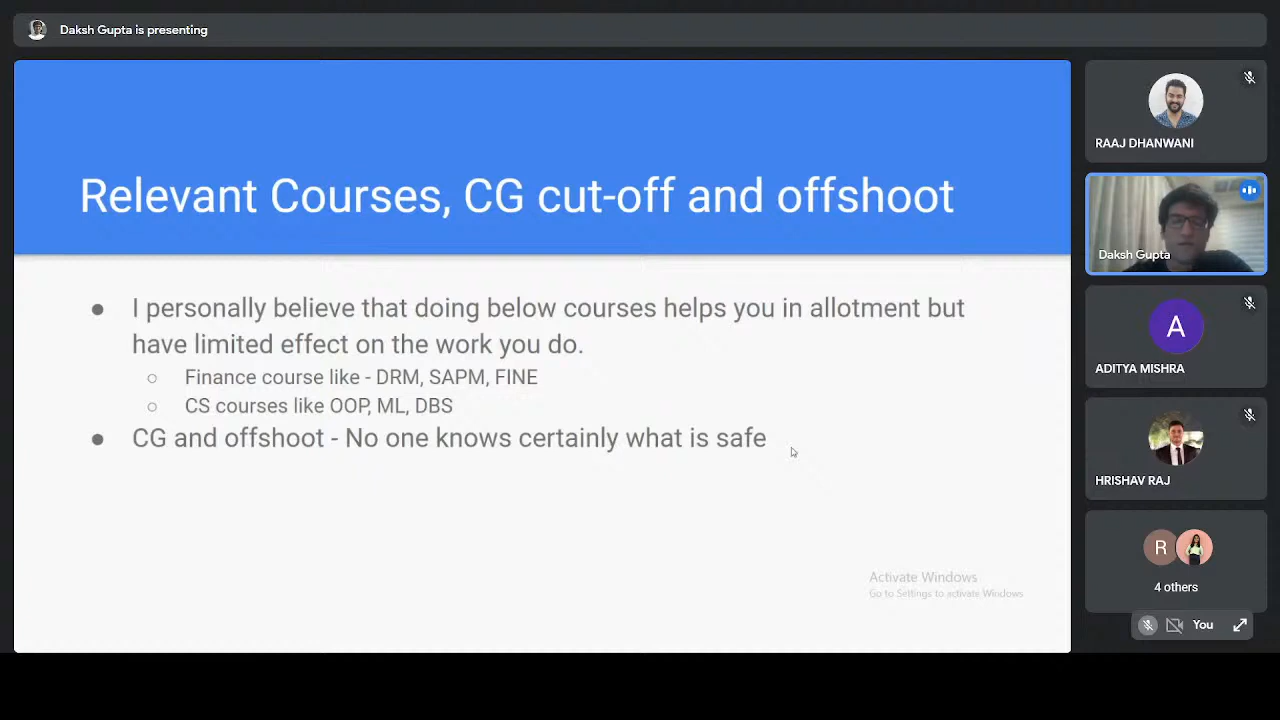 Daksh Gupta is presenting
Relevant Courses, CG cut-off and offshoot
I personally believe that doing below courses helps you in allotment but
have limited effect on the work you do.
Finance course like - DRM, SAPM, FINE
CS courses like OOP, ML, DBS
CG and offshoot - No one knows certainly what is safe
Activate Windows
Go to Settings to activate Windows
RAAJ DHANWANI
Daksh Gupta
A
ADITYA MISHRA
HRISHAV RAJ
R
4 others
You